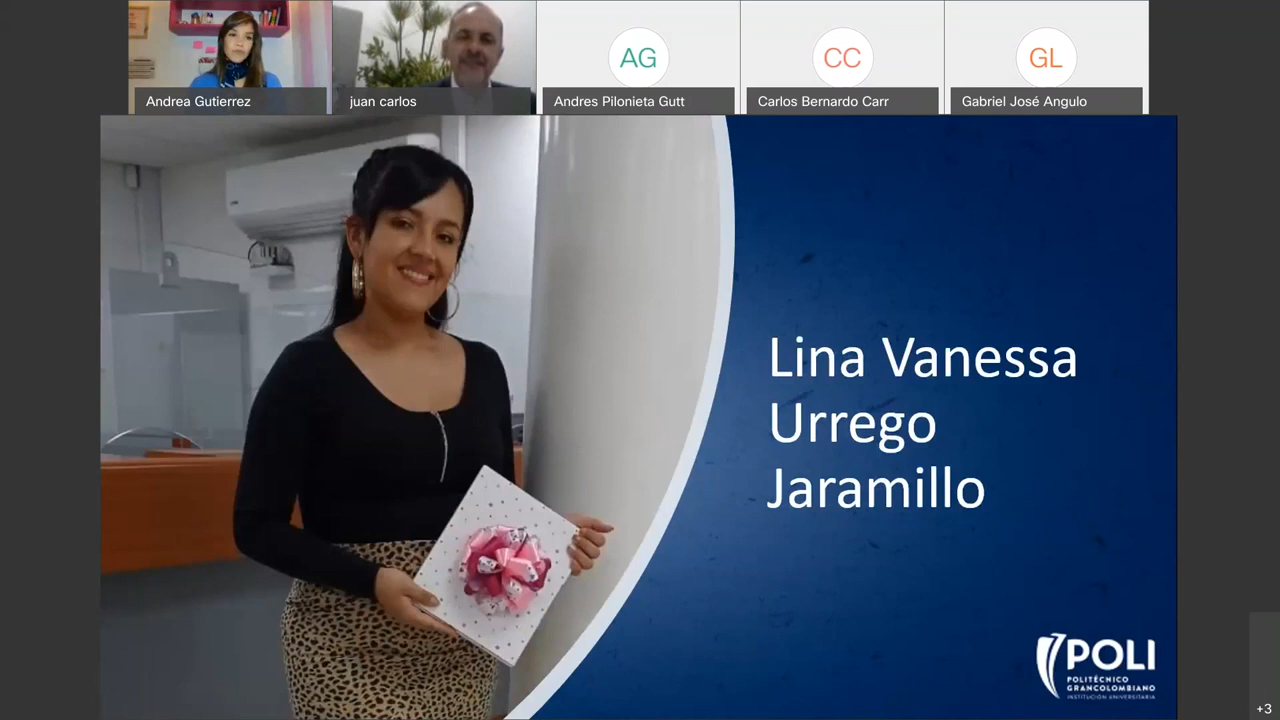 AG
CC
GL
Andrea Gutierrez
juan carlos
Andres Pilonieta Gutt
Carlos Bernardo Carr
Gabriel José Angulo
Lina Vanessa
Urrego
Jaramillo
POLI
POLITÉCNICO
GRANCOLOMBIANO
INSTITUCIÓN UNIVERSITARIA
+3